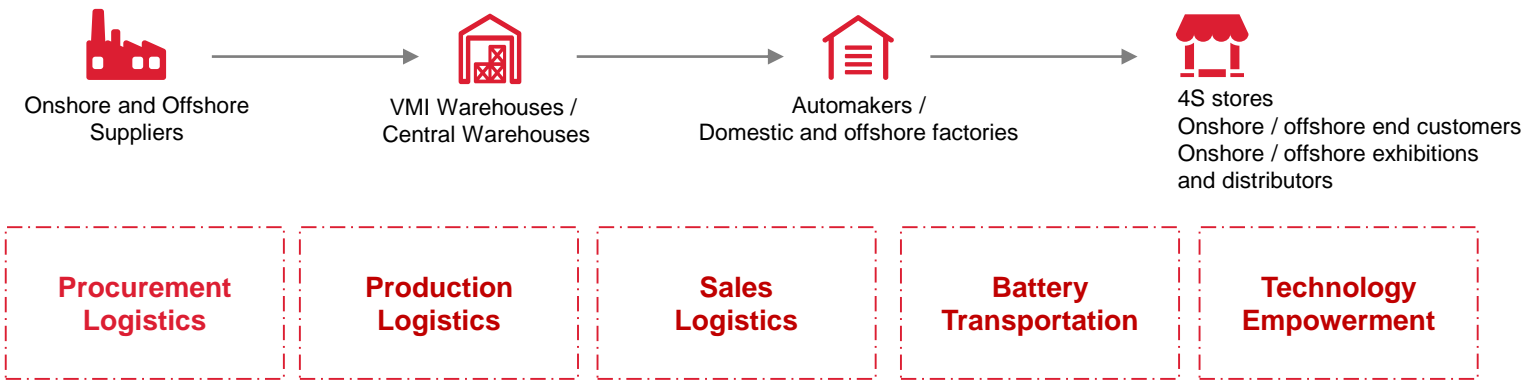 Onshore and Offshore
Suppliers
VMI Warehouses /
Central Warehouses
Automakers /
Domestic and offshore factories
4S stores
Onshore / offshore end customers
Onshore / offshore exhibitions
and distributors
Procurement
Logistics
Production
Logistics
Sales
Logistics
Battery
Transportation
Technology
Empowerment